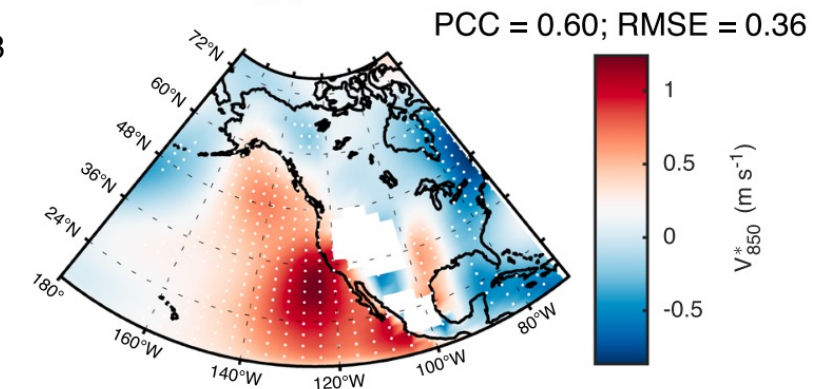 PCC = 0.60; RMSE = 0.36
72°N
60°N
48°N
36°N
24°N
180°
160°W
140°W
120°W
100°W
80°W
1
0.5
0
-0.5
V*850 (m s-1)